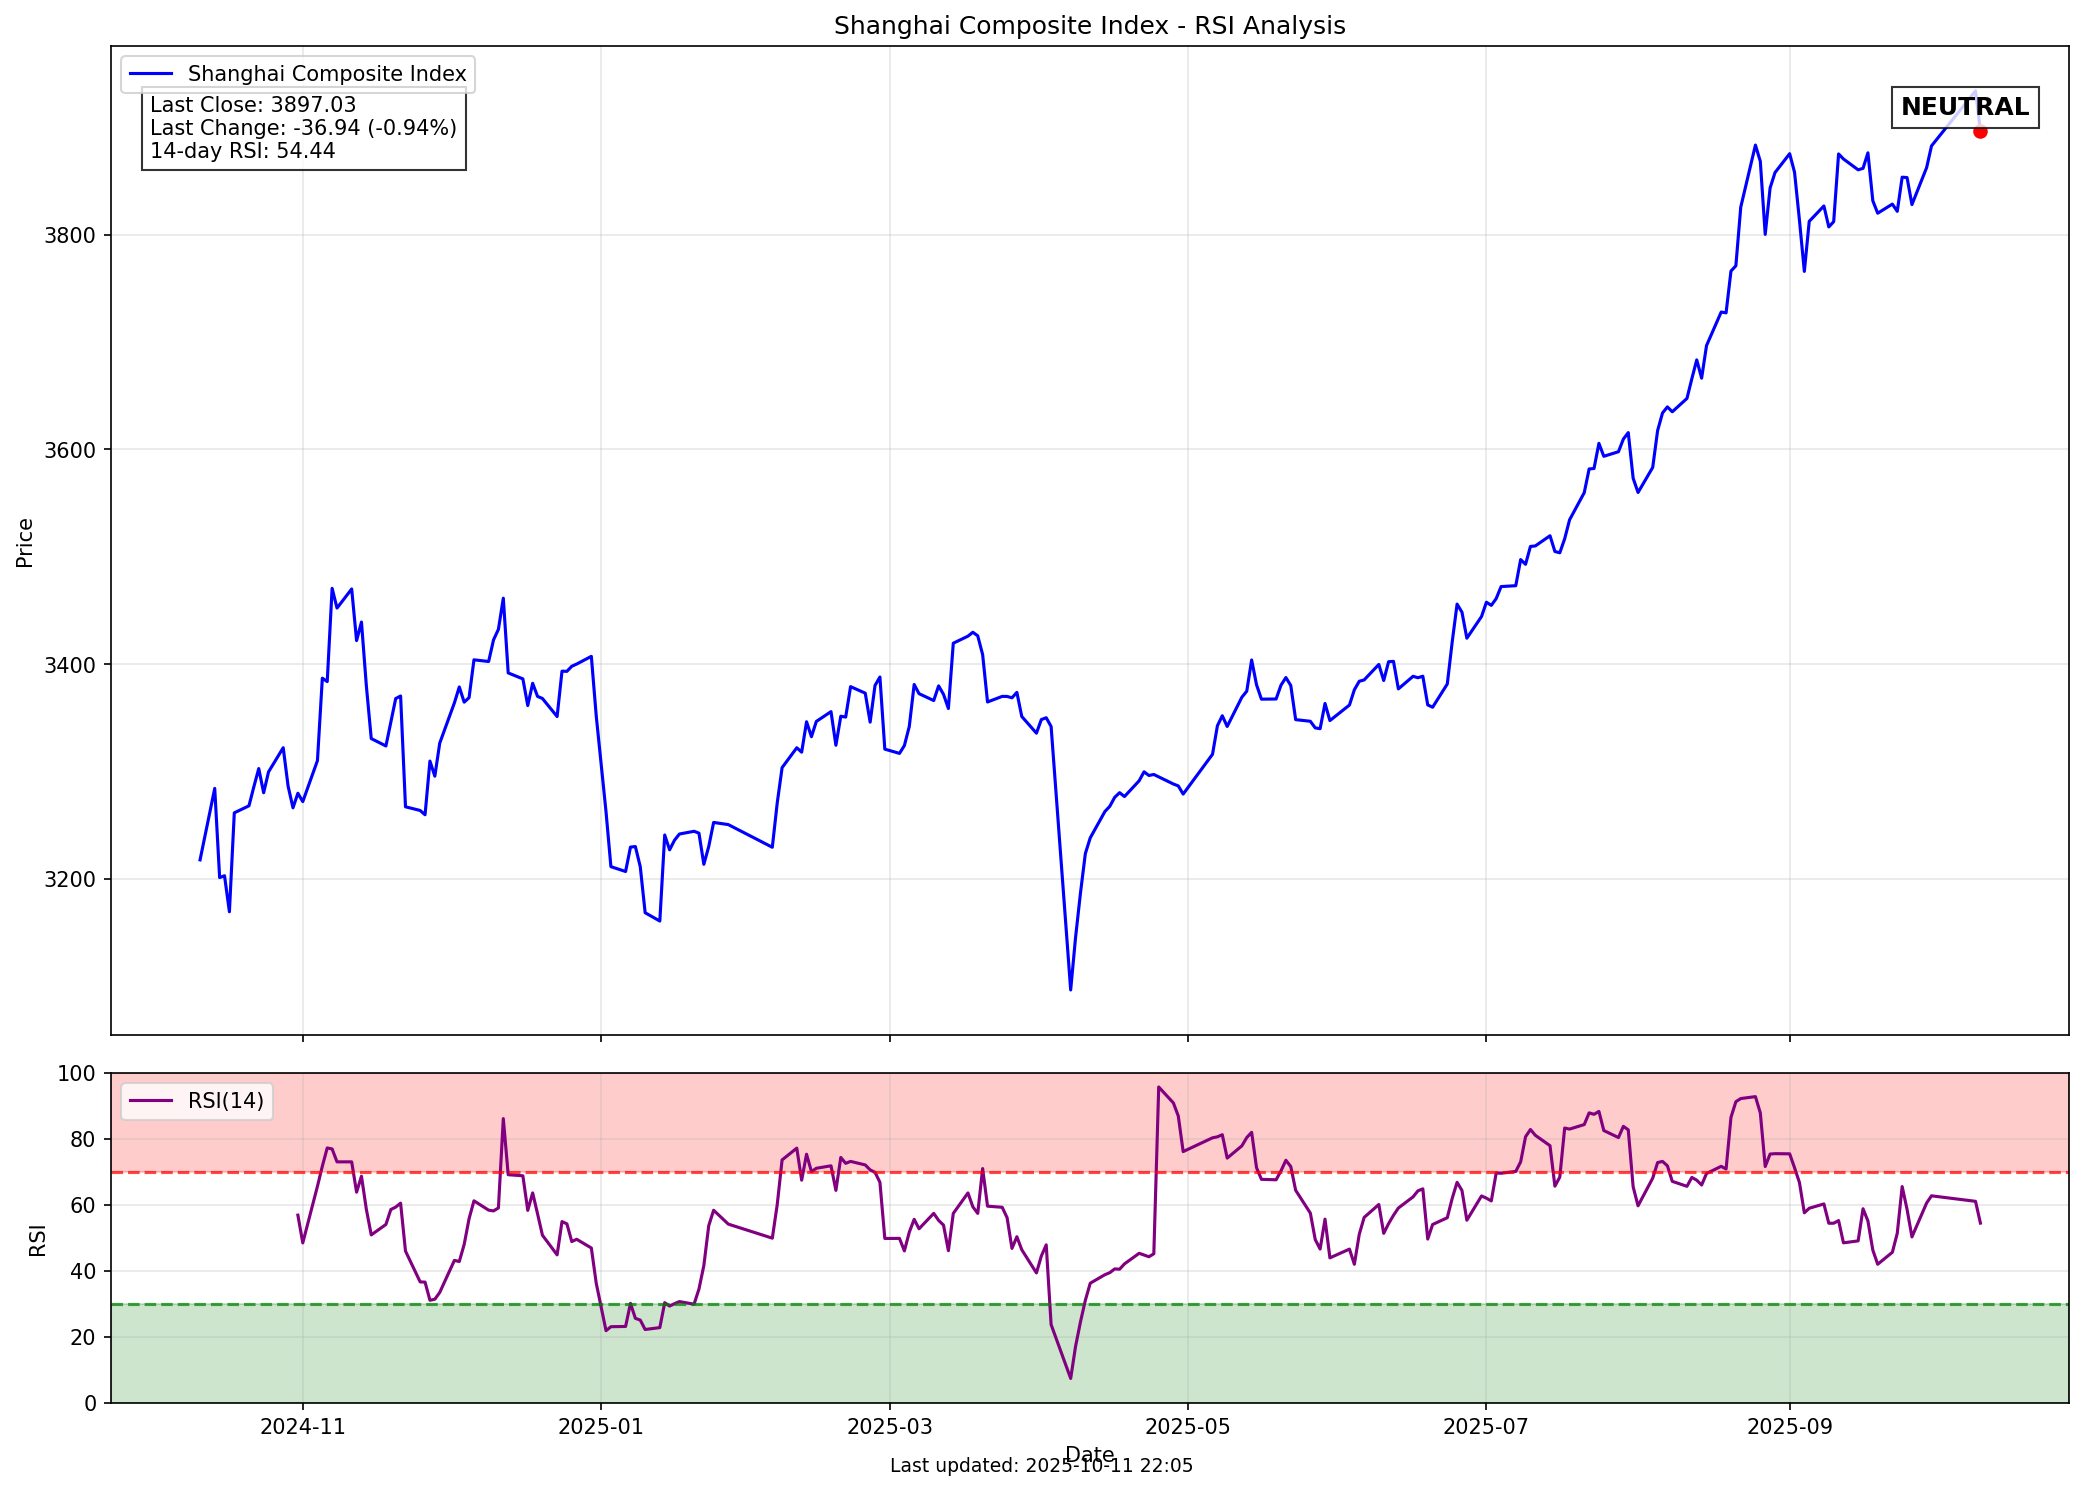 Shanghai Composite Index - RSI Analysis
Shanghai Composite Index
Last Close: 3897.03
Last Change: -36.94 (-0.94%)
14-day RSI: 54.44
NEUTRAL
3800
3600
3400
3200
Price
RSI(14)
100
80
60
40
20
0
RSI
2024-11
2025-01
2025-03
2025-05
2025-07
2025-09
Date
Last updated: 2025-10-11 22:05